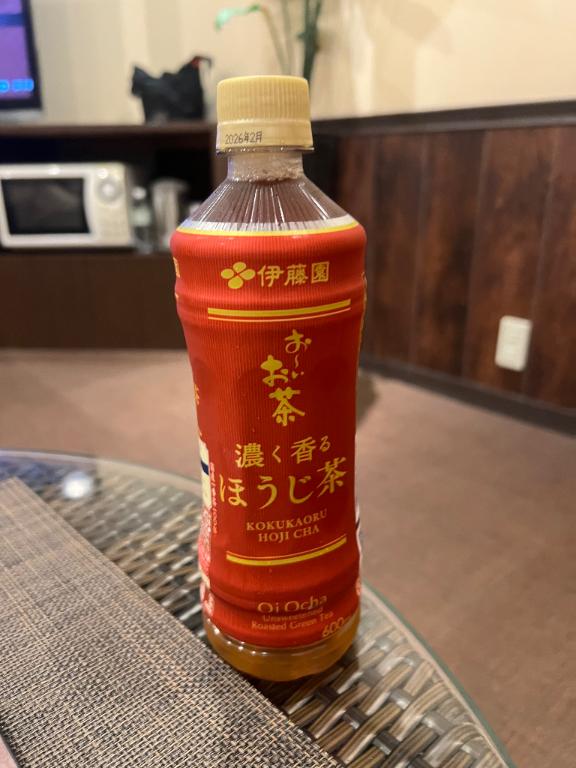 2026年2月
伊藤園
お～い
お茶
濃く香る
ほうじ茶
KOKUKAORU
HOJI CHA
Oi Ocha
Unsweetened
Roasted Green Tea
600